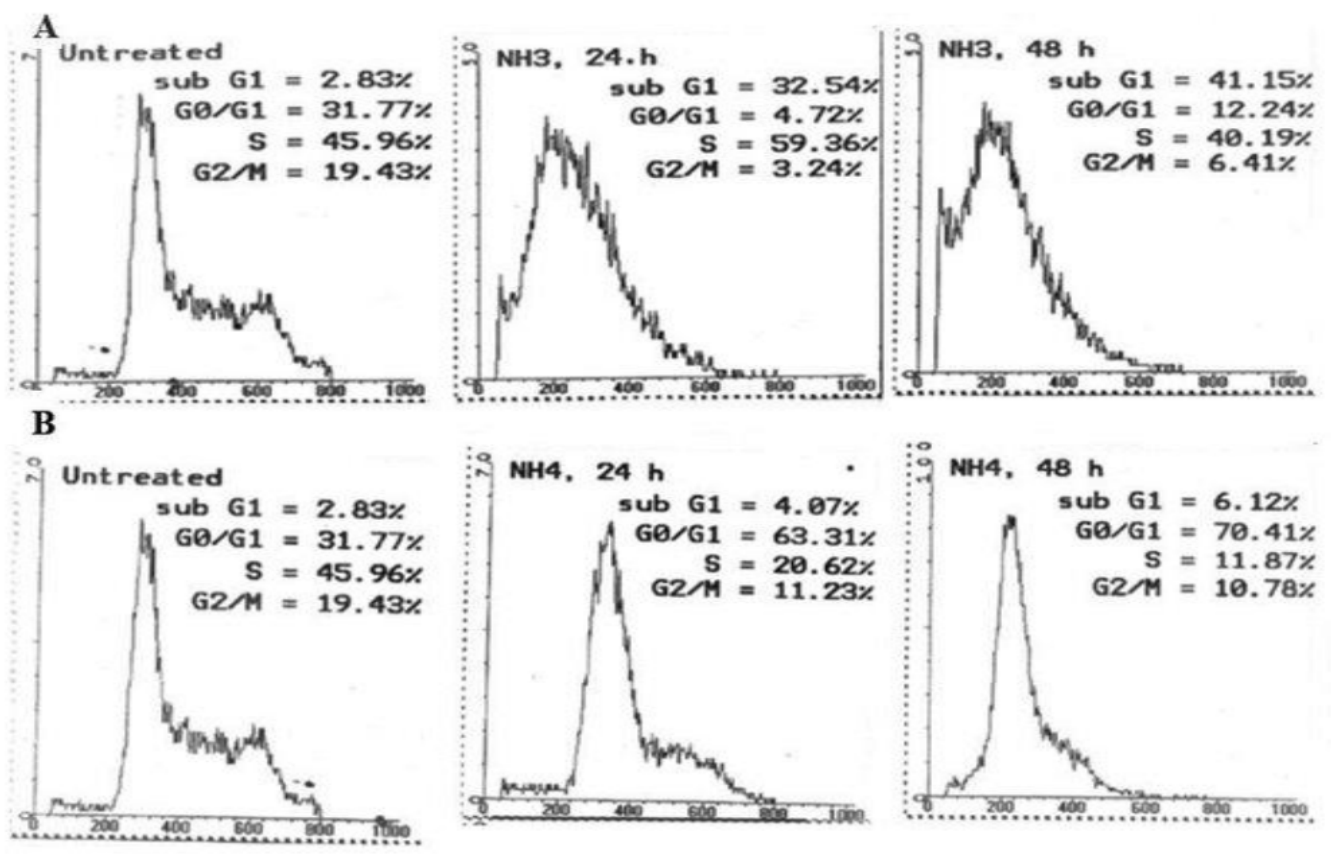 A
Untreated
sub G1 = 2.83%
G0/G1 = 31.77%
S = 45.96%
G2/M = 19.43%
0 200 400 600 800 1000
NH3, 24.h
sub G1 = 32.54%
G0/G1 = 4.72%
S = 59.36%
G2/M = 3.24%
0 200 400 600 800 1000
NH3, 48 h
sub G1 = 41.15%
G0/G1 = 12.24%
S = 40.19%
G2/M = 6.41%
0 200 400 600 800 1000
B
70
Untreated
sub G1 = 2.83%
G0/G1 = 31.77%
S = 45.96%
G2/M = 19.43%
0 200 400 600 800 1000
70
NH4, 24 h
sub G1 = 4.07%
G0/G1 = 63.31%
S = 20.62%
G2/M = 11.23%
0 200 400 600 800 1000
100
NH4, 48 h
sub G1 = 6.12%
G0/G1 = 70.41%
S = 11.87%
G2/M = 10.78%
0 200 400 600 800 1000